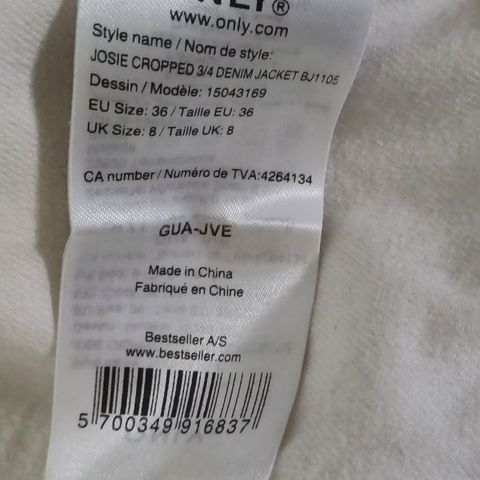 ONLY®
www.only.com
Style name / Nom de style:
JOSIE CROPPED 3/4 DENIM JACKET BJ1105
Dessin / Modèle: 15043169
EU Size: 36 / Taille EU: 36
UK Size: 8 / Taille UK: 8
CA number / Numéro de TVA:4264134
GUA-JVE
Made in China
Fabriqué en Chine
Bestseller A/S
www.bestseller.com
5 700349 916837